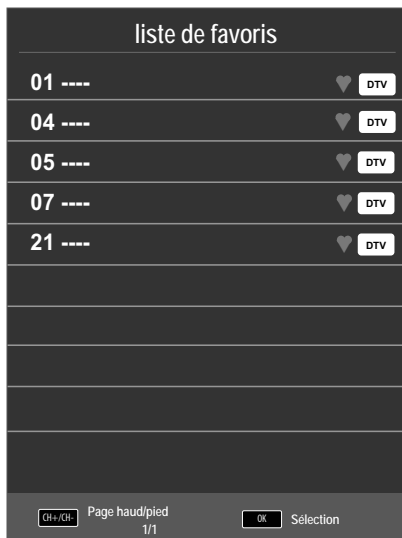 liste de favoris
01 ---- DTV
04 ---- DTV
05 ---- DTV
07 ---- DTV
21 ---- DTV
CH+/CH- Page haud/pied OK Sélection
1/1